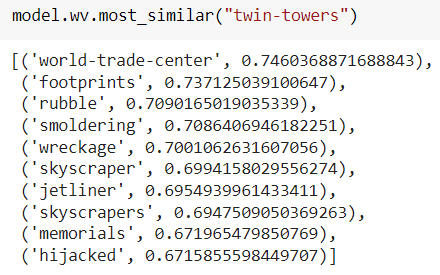 model.wv.most_similar("twin-towers")
[('world-trade-center', 0.7460368871688843),
('footprints', 0.737125039100647),
('rubble', 0.7090165019035339),
('smoldering', 0.7086406946182251),
('wreckage', 0.7001062631607056),
('skyscraper', 0.6994158029556274),
('jetliner', 0.6954939961433411),
('skyscrapers', 0.6947509050369263),
('memorials', 0.671965479850769),
('hijacked', 0.6715855598449707)]